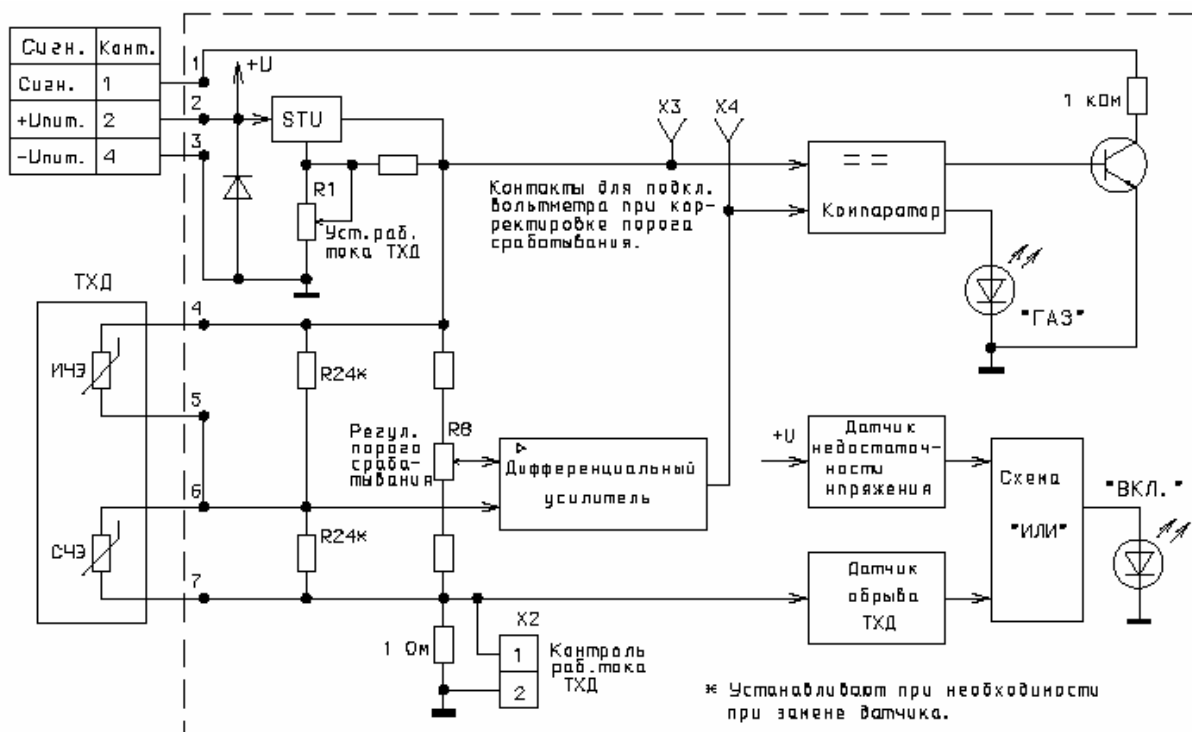 Сигн. Конт.
Сигн. 1
+Uпит. 2
-Uпит. 4
1
2
3
+U
STU
R1
Уст.раб.
тока ТХД
X3
X4
Контакты для подкл.
вольтметра при кор-
ректировке порога
срабатывания.
= =
Компаратор
1 кОм
"ГАЗ"
ТХД
ИЧЭ
СЧЭ
4
5
6
7
R24*
R24*
Регул.
порога
сраба-
тывания
R8
Дифференциальный
усилитель
+U
Датчик
недостаточ-
ности
нпряжения
Датчик
обрыва
ТХД
Схема
"ИЛИ"
"ВКЛ."
1 Ом
X2
1
2
Контроль
раб.тока
ТХД
* Устанавливают при необходимости
при замене датчика.